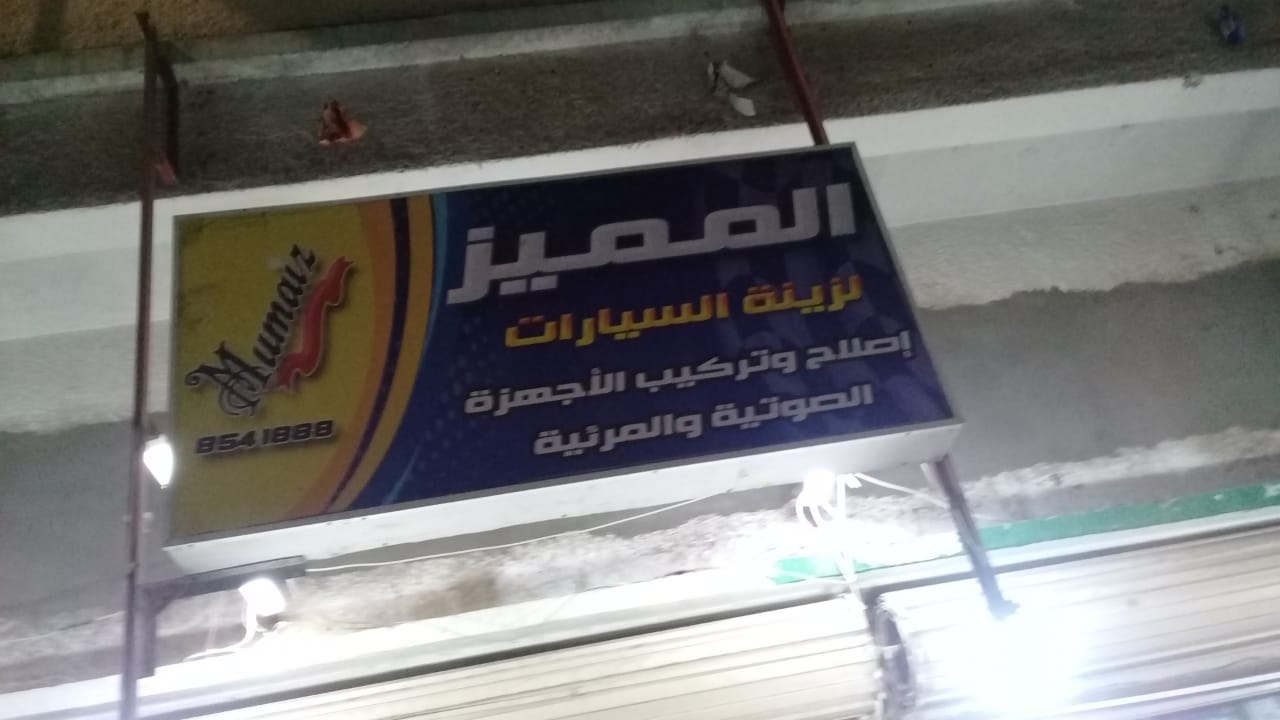 المميز
لزينة السيارات
إصلاح وتركيب الأجهزة
الصوتية والمرئية
Mumaiz
8541888